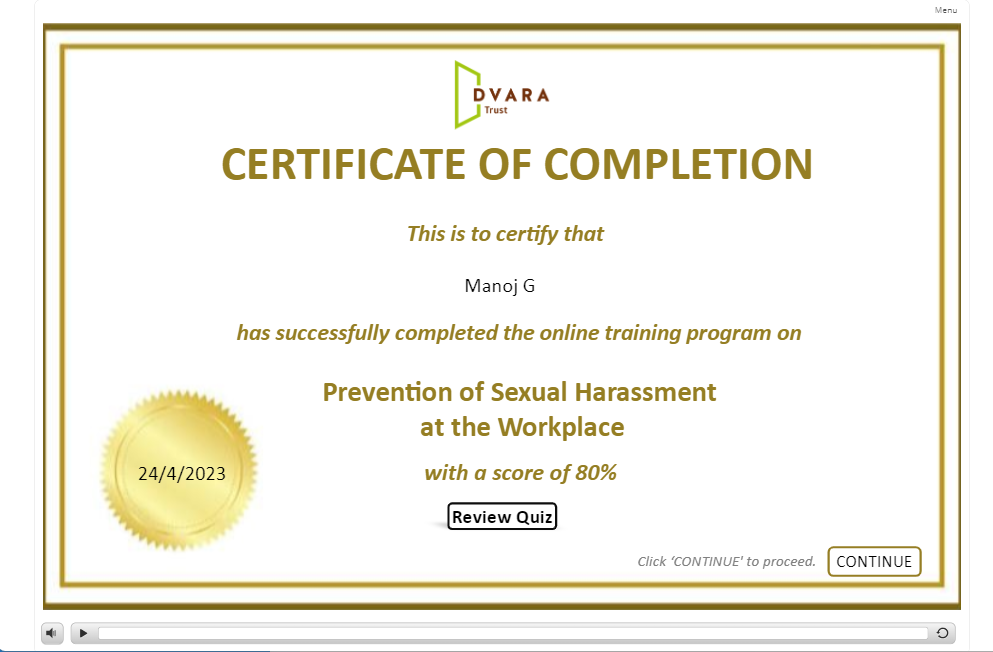 Menu
DVARA
Trust
CERTIFICATE OF COMPLETION
This is to certify that
Manoj G
has successfully completed the online training program on
Prevention of Sexual Harassment
at the Workplace
24/4/2023
with a score of 80%
Review Quiz
Click ‘CONTINUE' to proceed.
CONTINUE